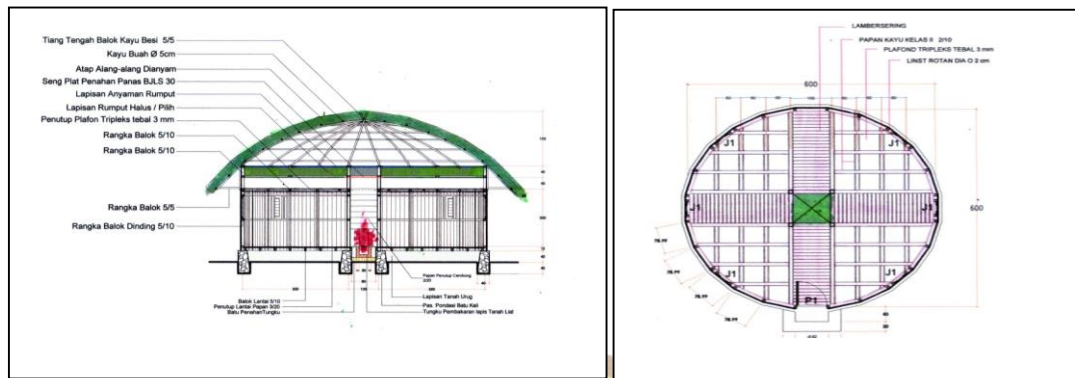 Tiang Tengah Balok Kayu Besi 5/5
Kayu Buah Ø 5cm
Atap Alang-alang Dianyam
Seng Plat Penahan Panas BJLS 30
Lapisan Anyaman Rumput
Lapisan Rumput Halus / Pilih
Penutup Plafon Tripleks tebal 3 mm
Rangka Balok 5/10
Rangka Balok 5/10
Rangka Balok 5/5
Rangka Balok Dinding 5/10
Balok Lantai 5/10
Penutup Lantai Papan 3/20
Batu PenahanTungku
Lapisan Tanah Urug
Pas. Pondasi Batu Kali
Tungku Pembakaran lapis Tanah Liat
LAMBERSERING
PAPAN KAYU KELAS II 2/10
PLAFOND TRIPLEKS TEBAL 3 mm
LINST ROTAN DIA O 2 cm
600
J1
J1
J1
J1
600
J1
J1
P1